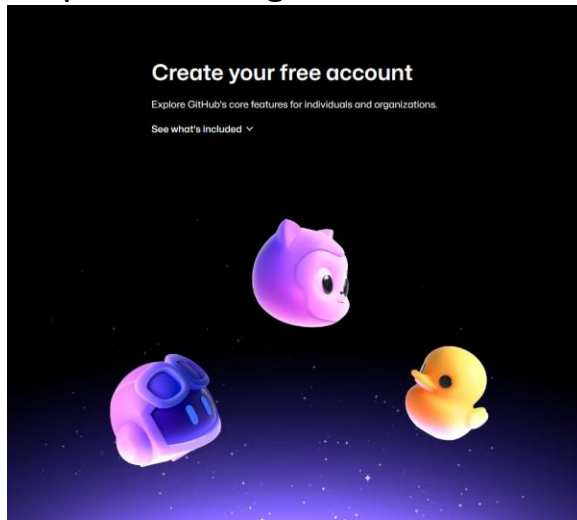 Create your free account
Explore GitHub's core features for individuals and organizations.
See what's included